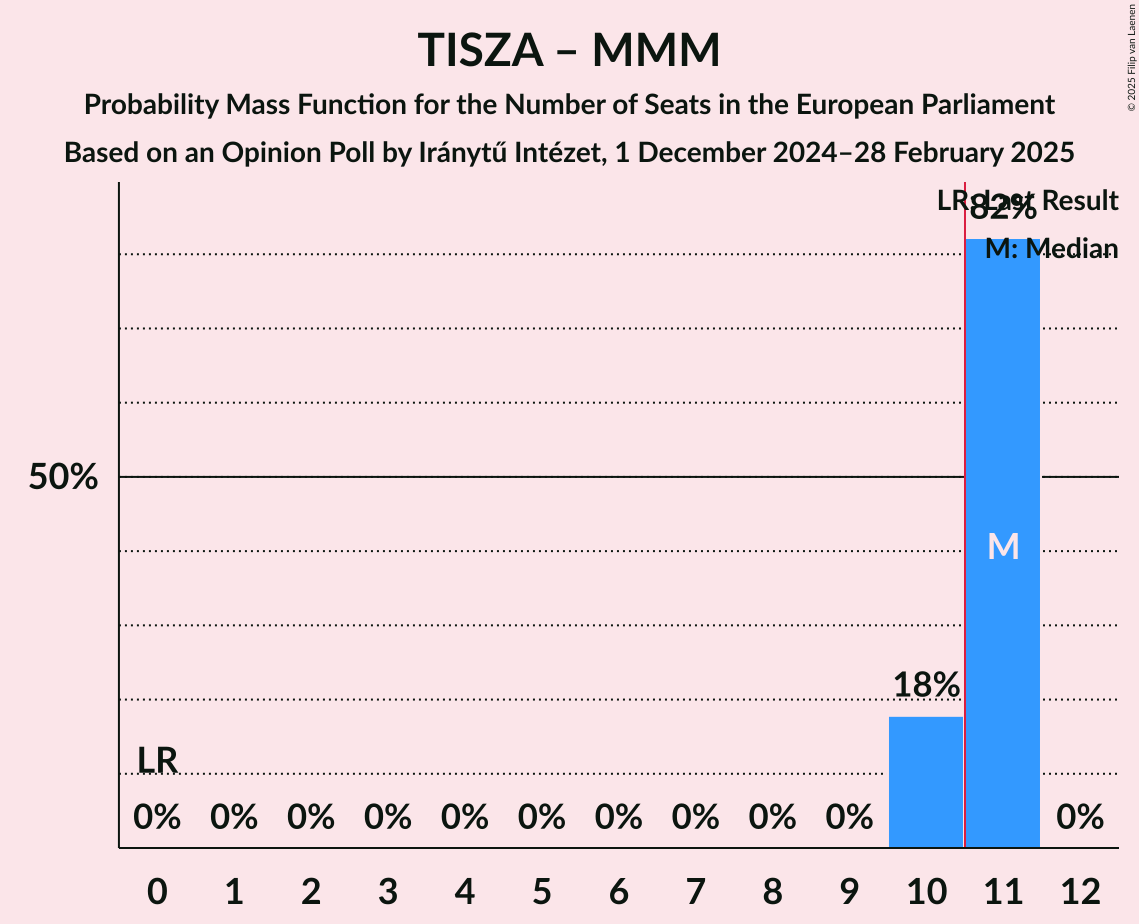 TISZA – MMM
Probability Mass Function for the Number of Seats in the European Parliament
Based on an Opinion Poll by Iránytű Intézet, 1 December 2024–28 February 2025
© 2025 Filip van Laenen
LR: Last Result
82%
M: Median
50%
M
18%
LR
0% 0% 0% 0% 0% 0% 0% 0% 0% 0% 0%
0 1 2 3 4 5 6 7 8 9 10 11 12